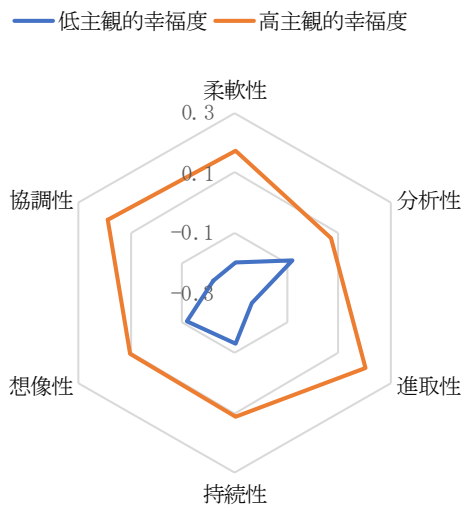 低主観的幸福度 高主観的幸福度
柔軟性
0.3
分析性
協調性
0.1
-0.1
-0.3
想像性
進取性
持続性